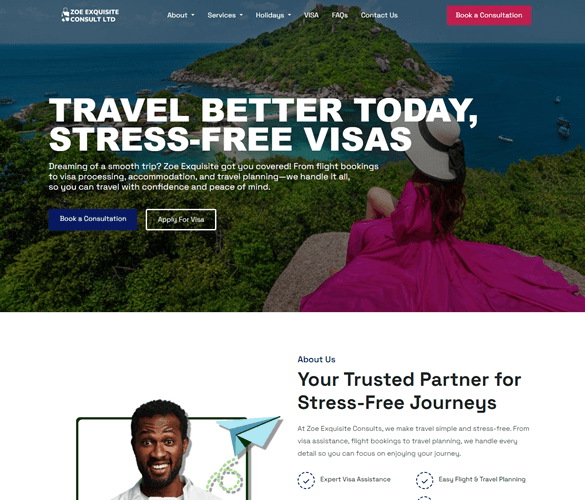 ZOE EXQUISITE
CONSULT LTD
About Services Holidays VISA FAQs Contact Us
Book a Consultation
TRAVEL BETTER TODAY,
STRESS-FREE VISAS
Dreaming of a smooth trip? Zoe Exquisite got you covered! From flight bookings
to visa processing, accommodation, and travel planning—we handle it all,
so you can travel with confidence and peace of mind.
Book a Consultation Apply For Visa
About Us
Your Trusted Partner for
Stress-Free Journeys
At Zoe Exquisite Consults, we make travel simple and stress-free. From
visa assistance, flight bookings to travel planning, we handle every
detail so you can focus on enjoying your journey.
Expert Visa Assistance Easy Flight & Travel Planning